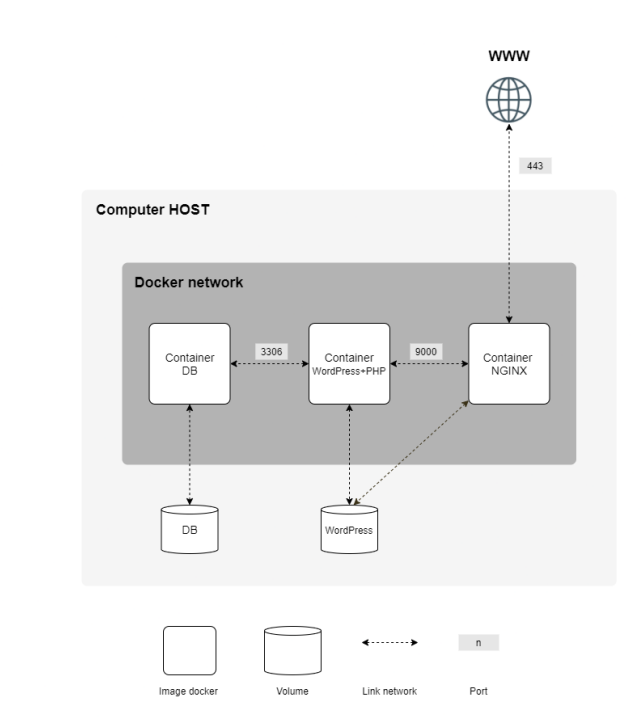 WWW
443
Computer HOST
Docker network
Container
DB
3306
Container
WordPress+PHP
9000
Container
NGINX
DB
WordPress
n
Image docker
Volume
Link network
Port